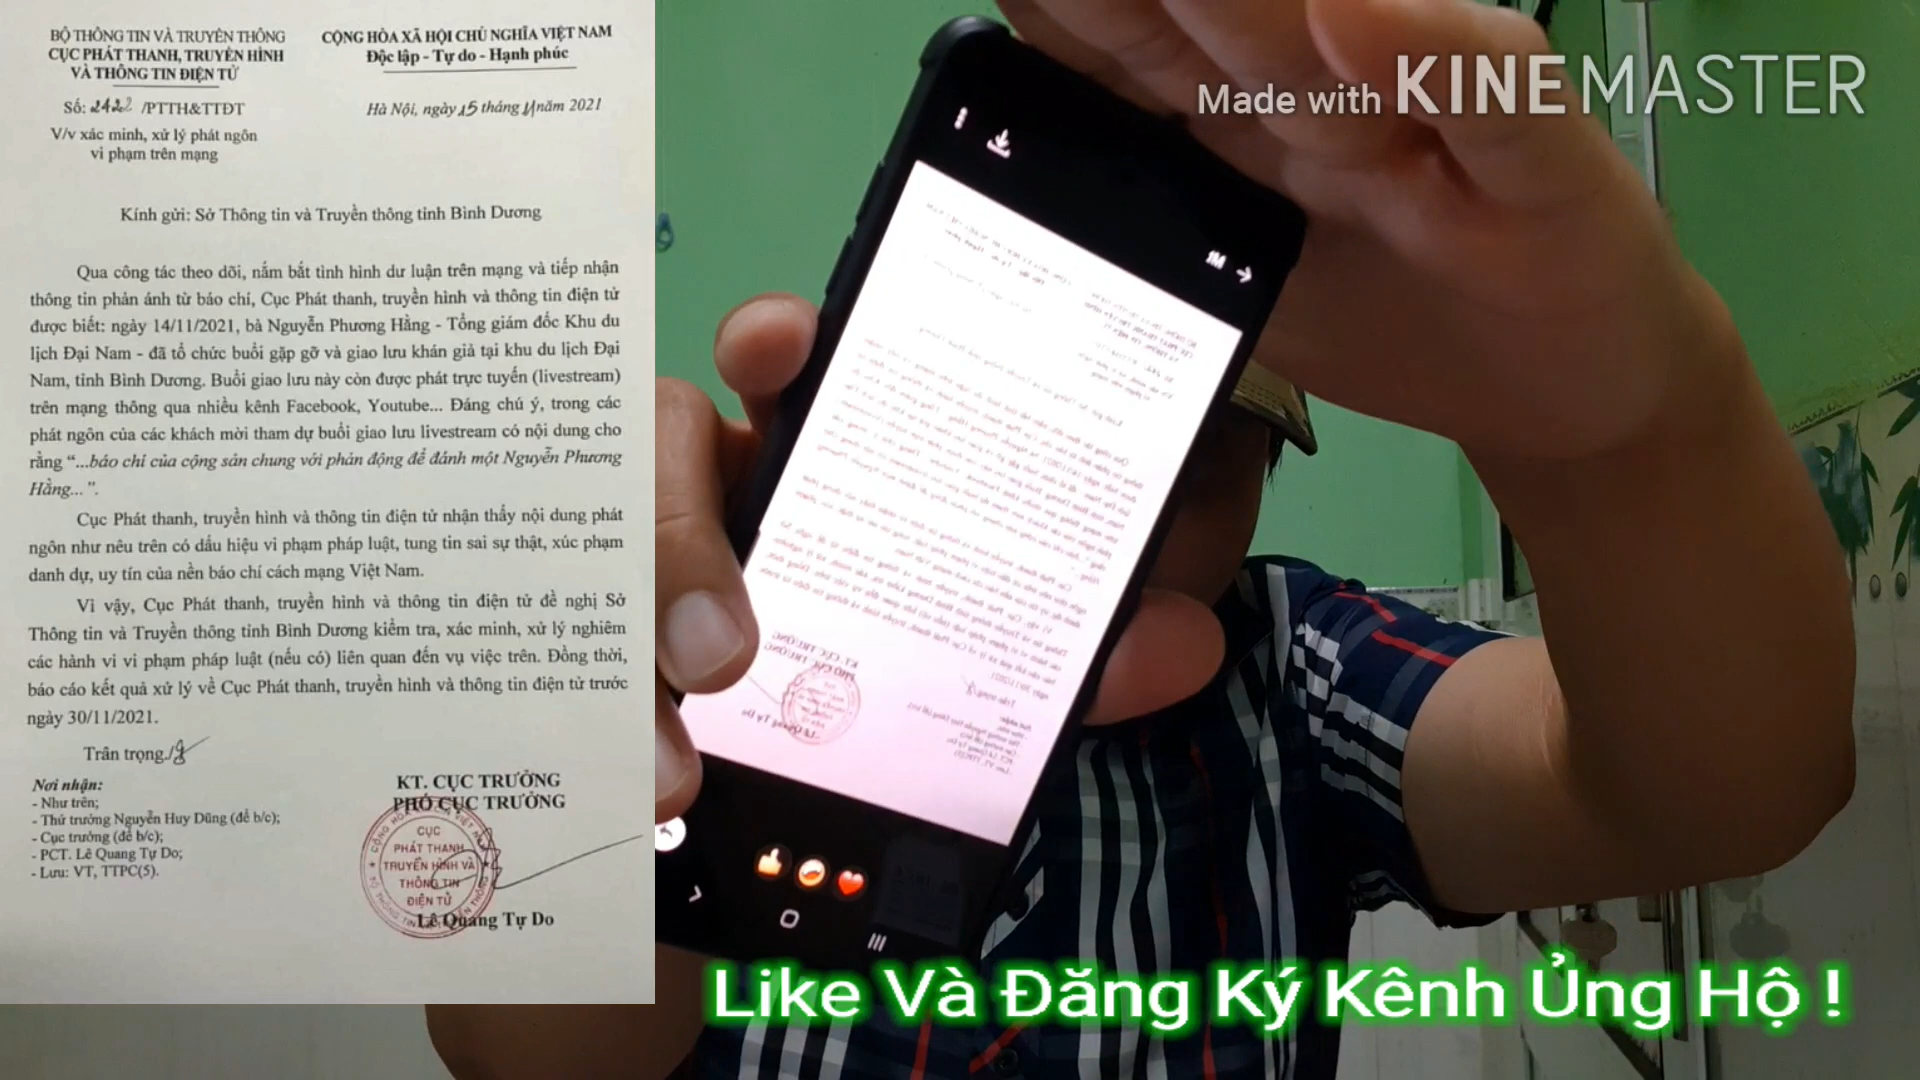 BỘ THÔNG TIN VÀ TRUYỀN THÔNG
CỤC PHÁT THANH, TRUYỀN HÌNH
VÀ THÔNG TIN ĐIỆN TỬ
Số: 2422 /PTTH&TTĐT
V/v xác minh, xử lý phát ngôn
vi phạm trên mạng
CỘNG HÒA XÃ HỘI CHỦ NGHĨA VIỆT NAM
Độc lập - Tự do - Hạnh phúc
Hà Nội, ngày 15 tháng 11 năm 2021
Kính gửi: Sở Thông tin và Truyền thông tỉnh Bình Dương
Qua công tác theo dõi, nắm bắt tình hình dư luận trên mạng và tiếp nhận
thông tin phản ánh từ báo chí, Cục Phát thanh, truyền hình và thông tin điện tử
được biết: ngày 14/11/2021, bà Nguyễn Phương Hằng - Tổng giám đốc Khu du
lịch Đại Nam - đã tổ chức buổi gặp gỡ và giao lưu khán giả tại khu du lịch Đại
Nam, tỉnh Bình Dương. Buổi giao lưu này còn được phát trực tuyến (livestream)
trên mạng thông qua nhiều kênh Facebook, Youtube... Đáng chú ý, trong các
phát ngôn của các khách mời tham dự buổi giao lưu livestream có nội dung cho
rằng “...báo chí của cộng sản chung với phản động để đánh một Nguyễn Phương
Hằng...”.
Cục Phát thanh, truyền hình và thông tin điện tử nhận thấy nội dung phát
ngôn như nêu trên có dấu hiệu vi phạm pháp luật, tung tin sai sự thật, xúc phạm
danh dự, uy tín của nền báo chí cách mạng Việt Nam.
Vì vậy, Cục Phát thanh, truyền hình và thông tin điện tử đề nghị Sở
Thông tin và Truyền thông tỉnh Bình Dương kiểm tra, xác minh, xử lý nghiêm
các hành vi vi phạm pháp luật (nếu có) liên quan đến vụ việc trên. Đồng thời,
báo cáo kết quả xử lý về Cục Phát thanh, truyền hình và thông tin điện tử trước
ngày 30/11/2021.
Trân trọng./.
Nơi nhận:
- Như trên;
- Thứ trưởng Nguyễn Huy Dũng (để b/c);
- Cục trưởng (để b/c);
- PCT. Lê Quang Tự Do;
- Lưu: VT, TTPC(5).
KT. CỤC TRƯỞNG
PHÓ CỤC TRƯỞNG
CỤC
PHÁT THANH
TRUYỀN HÌNH VÀ
THÔNG TIN
ĐIỆN TỬ
Lê Quang Tự Do
Made with KINEMASTER
Like Và Đăng Ký Kênh Ủng Hộ !